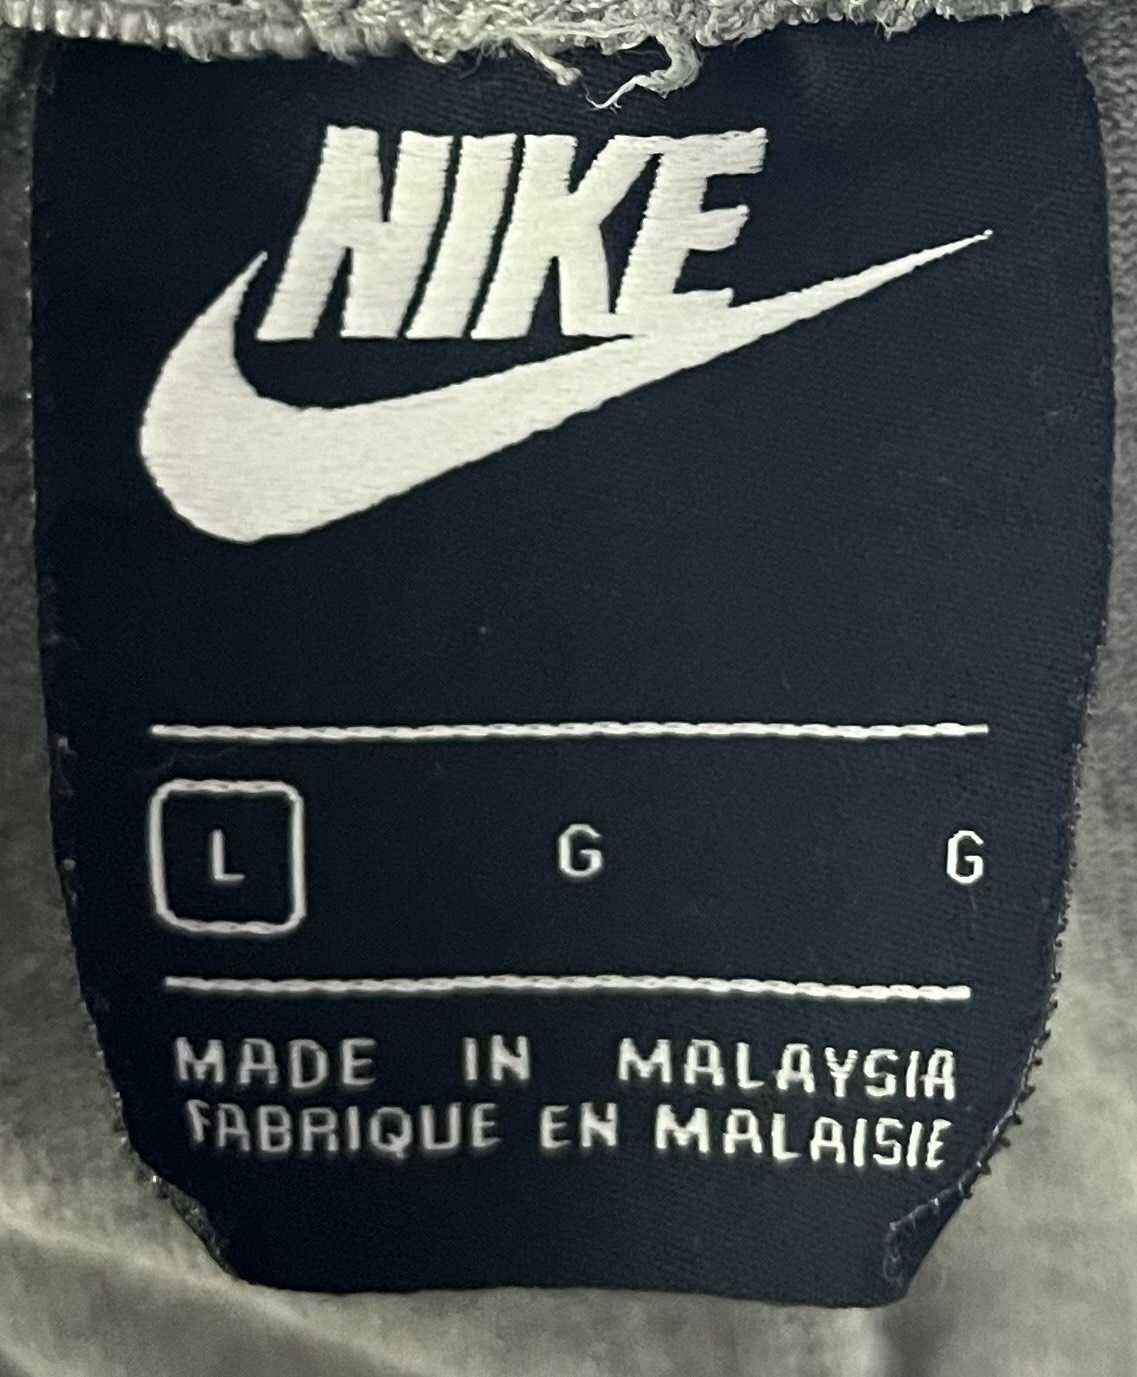 NIKE
L G G
MADE IN MALAYSIA
FABRIQUE EN MALAISIE